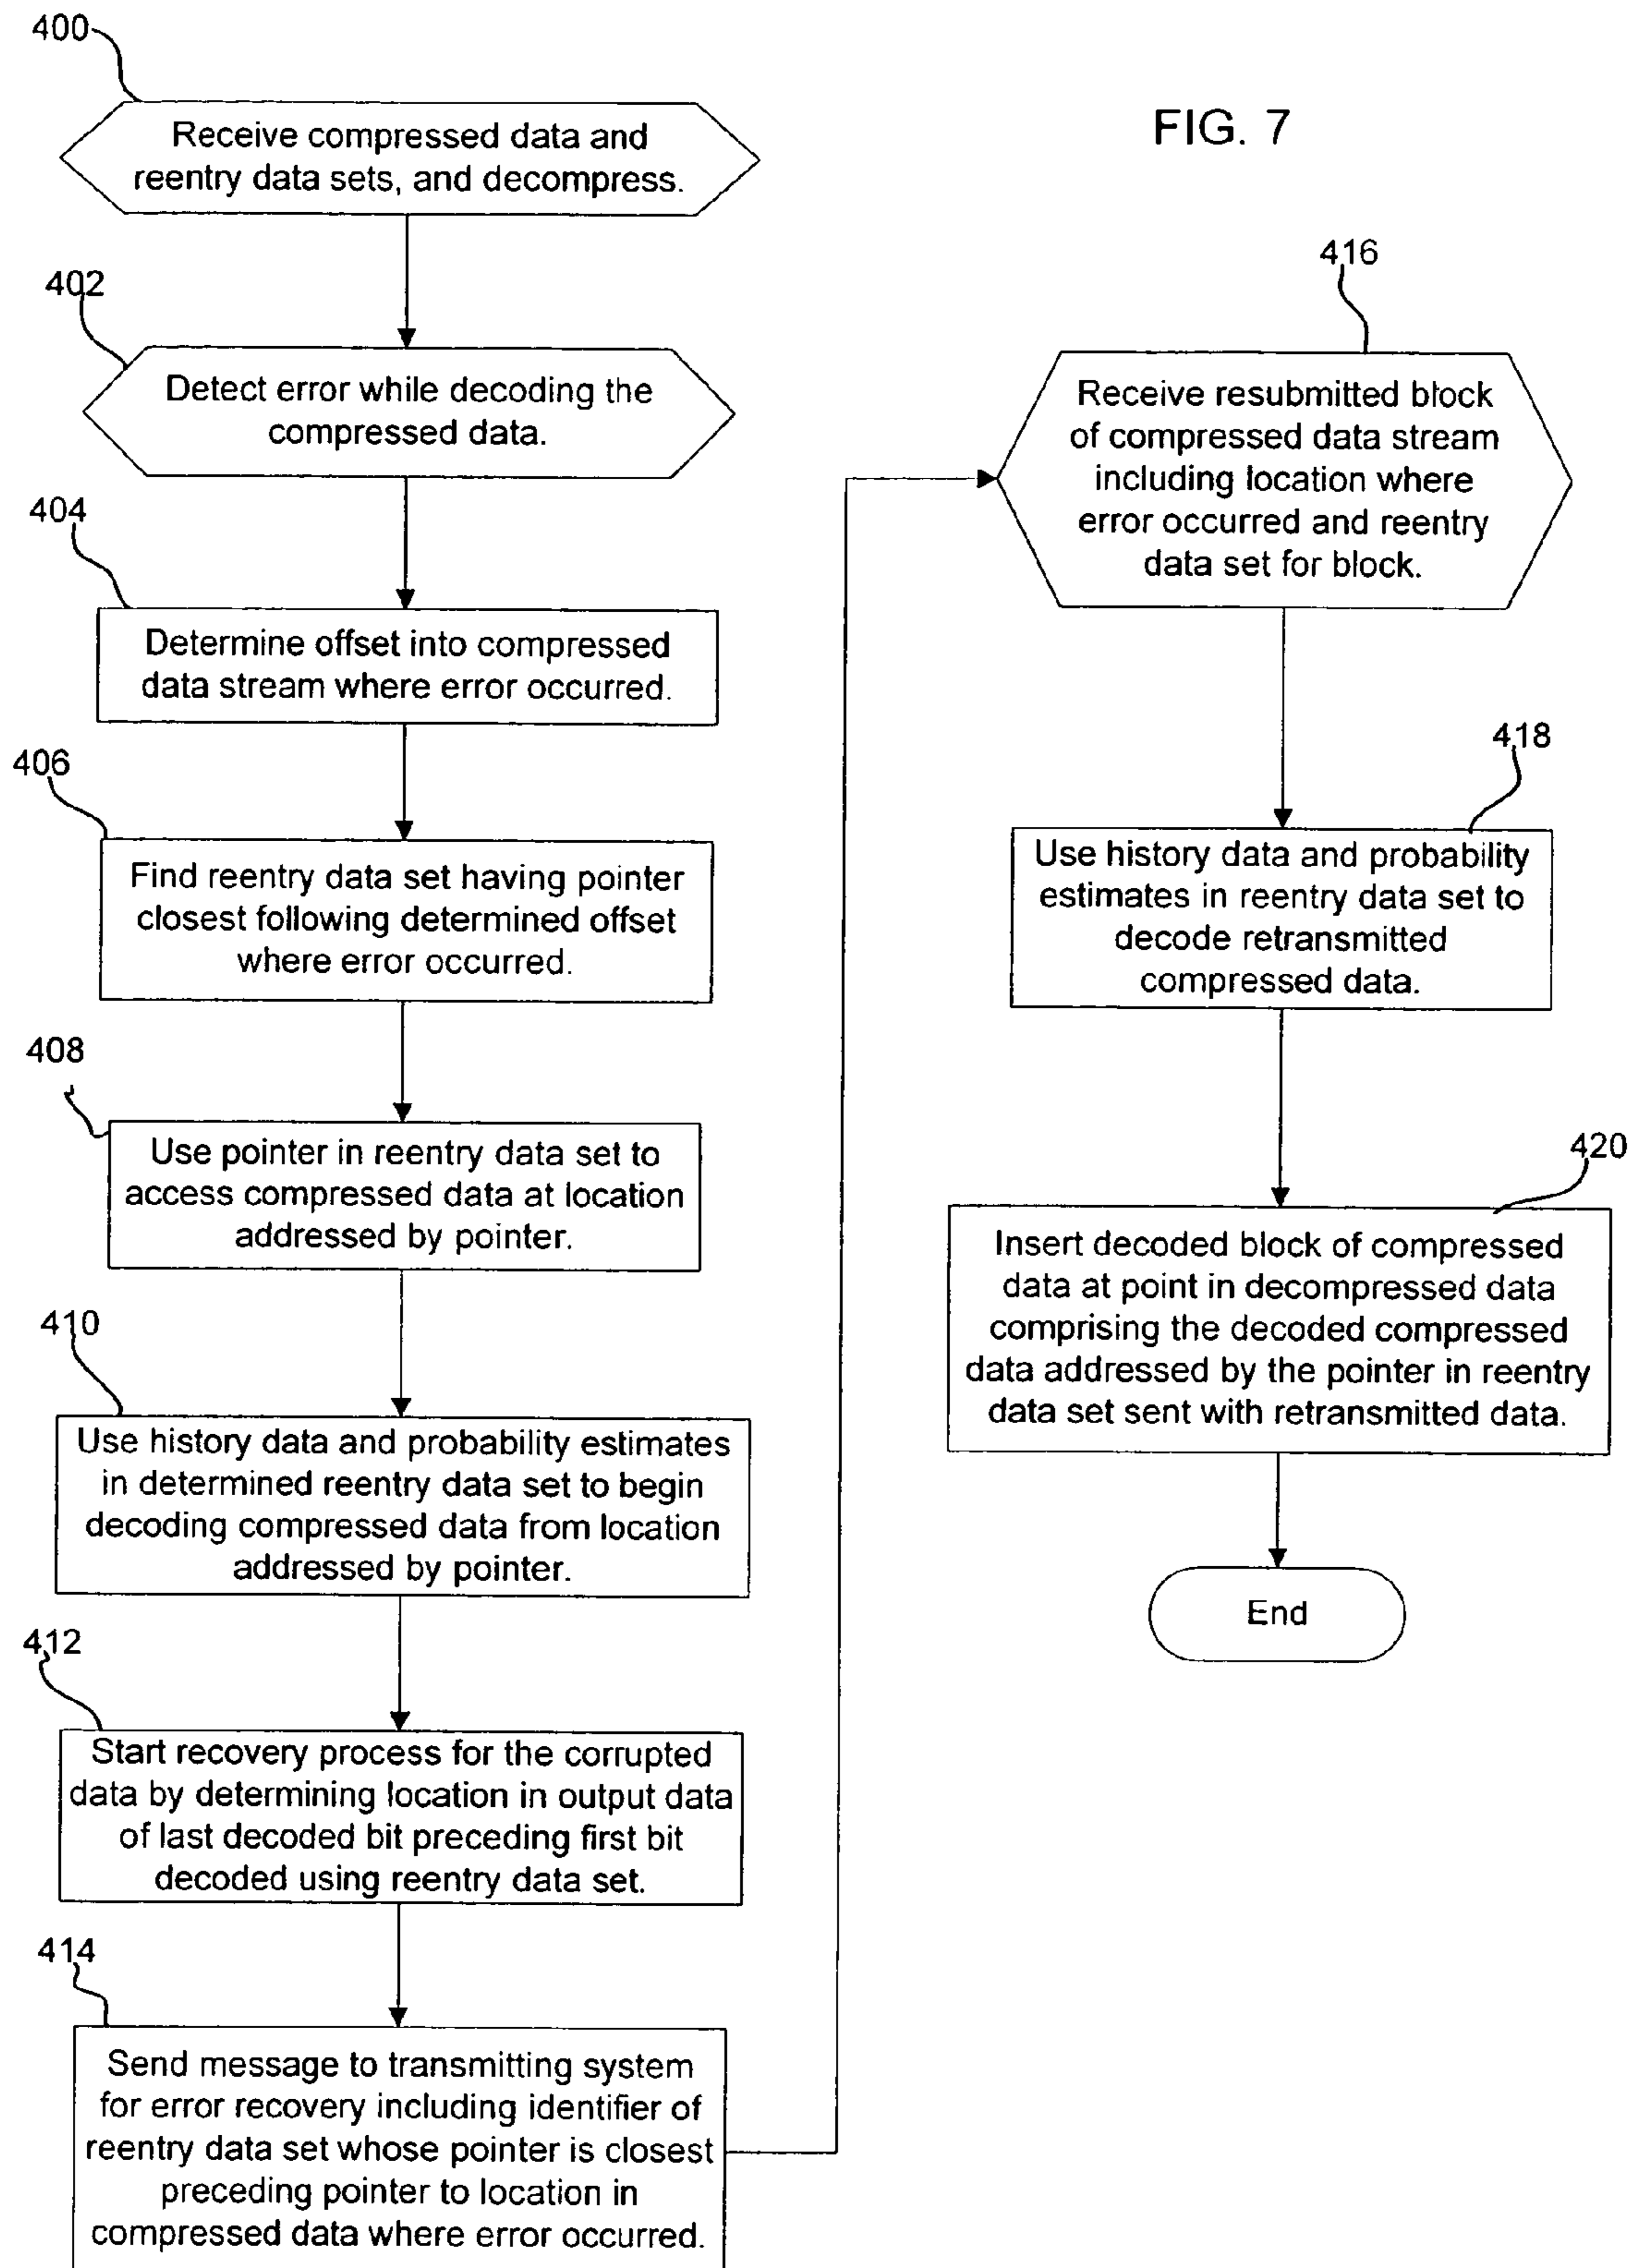 400
Receive compressed data and
reentry data sets, and decompress.
402
Detect error while decoding the
compressed data.
404
Determine offset into compressed
data stream where error occurred.
406
Find reentry data set having pointer
closest following determined offset
where error occurred.
408
Use pointer in reentry data set to
access compressed data at location
addressed by pointer.
410
Use history data and probability estimates
in determined reentry data set to begin
decoding compressed data from location
addressed by pointer.
412
Start recovery process for the corrupted
data by determining location in output data
of last decoded bit preceding first bit
decoded using reentry data set.
414
Send message to transmitting system
for error recovery including identifier of
reentry data set whose pointer is closest
preceding pointer to location in
compressed data where error occurred.
FIG. 7
416
Receive resubmitted block
of compressed data stream
including location where
error occurred and reentry
data set for block.
418
Use history data and probability
estimates in reentry data set to
decode retransmitted
compressed data.
420
Insert decoded block of compressed
data at point in decompressed data
comprising the decoded compressed
data addressed by the pointer in reentry
data set sent with retransmitted data.
End